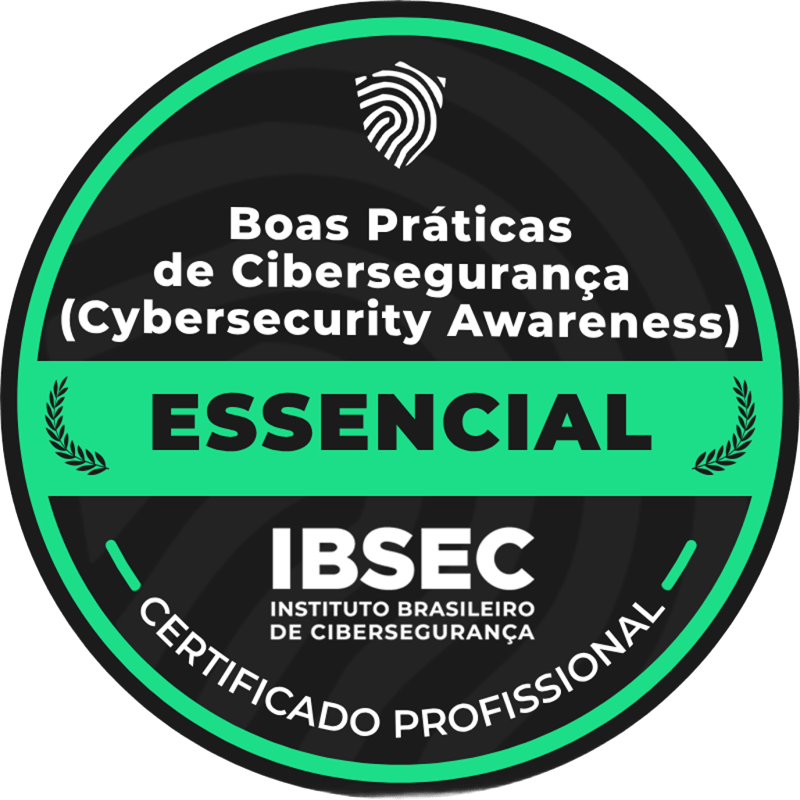 Boas Práticas
de Cibersegurança
(Cybersecurity Awareness)
ESSENCIAL
IBSEC
INSTITUTO BRASILEIRO
DE CIBERSEGURANÇA
CERTIFICADO PROFISSIONAL